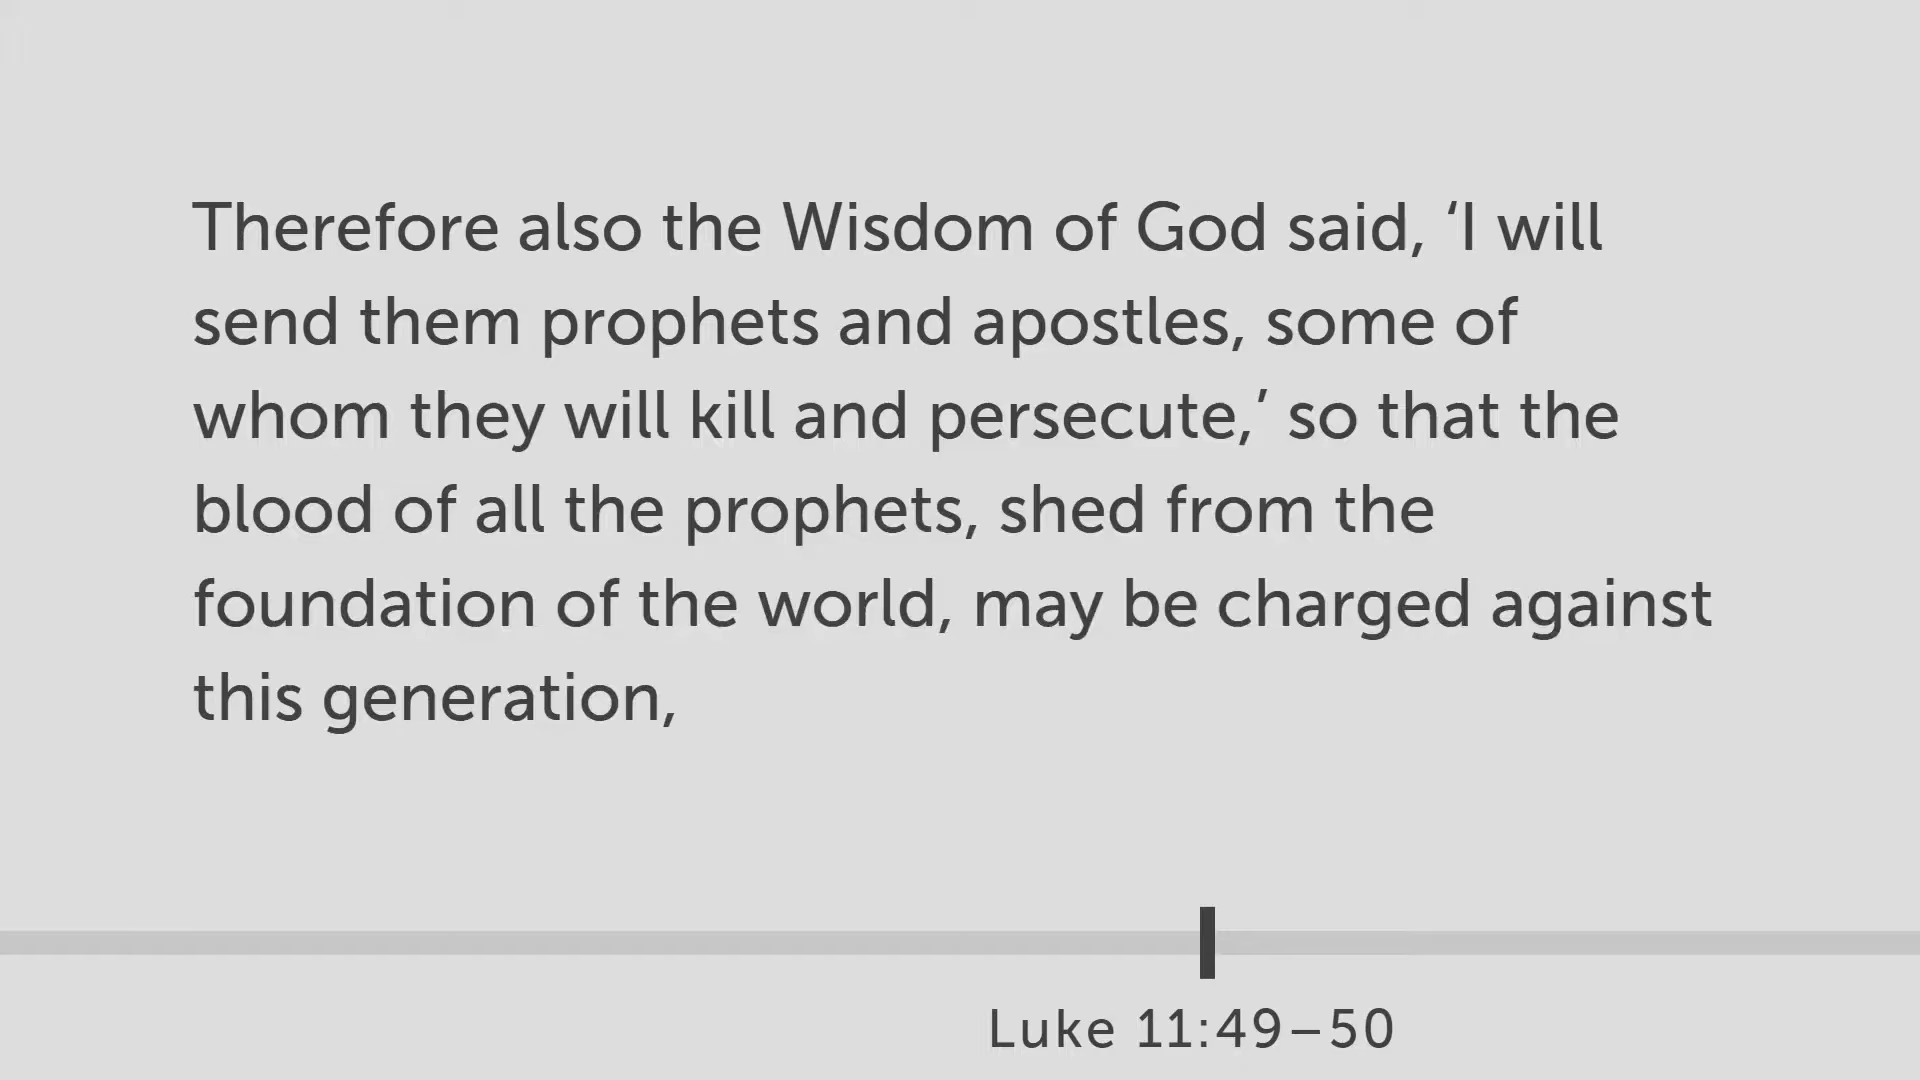 Therefore also the Wisdom of God said, ‘I will
send them prophets and apostles, some of
whom they will kill and persecute,’ so that the
blood of all the prophets, shed from the
foundation of the world, may be charged against
this generation,
Luke 11:49–50